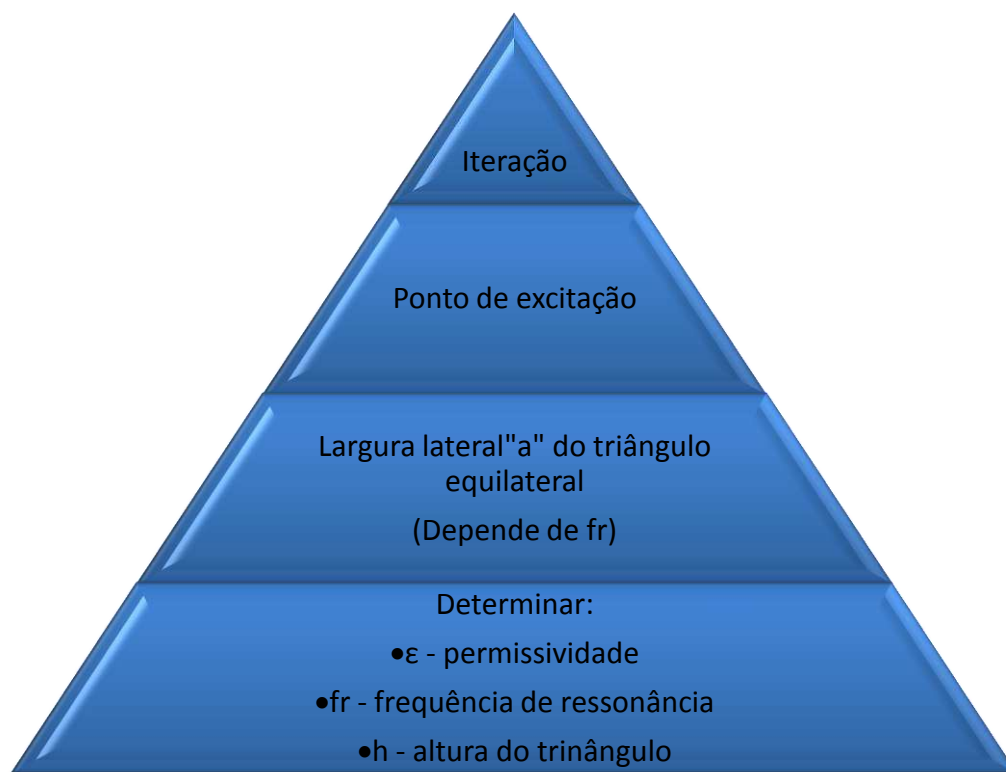 Iteração
Ponto de excitação
Largura lateral"a" do triângulo
equilateral
(Depende de fr)
Determinar:
•ε - permissividade
•fr - frequência de ressonância
•h - altura do trinângulo